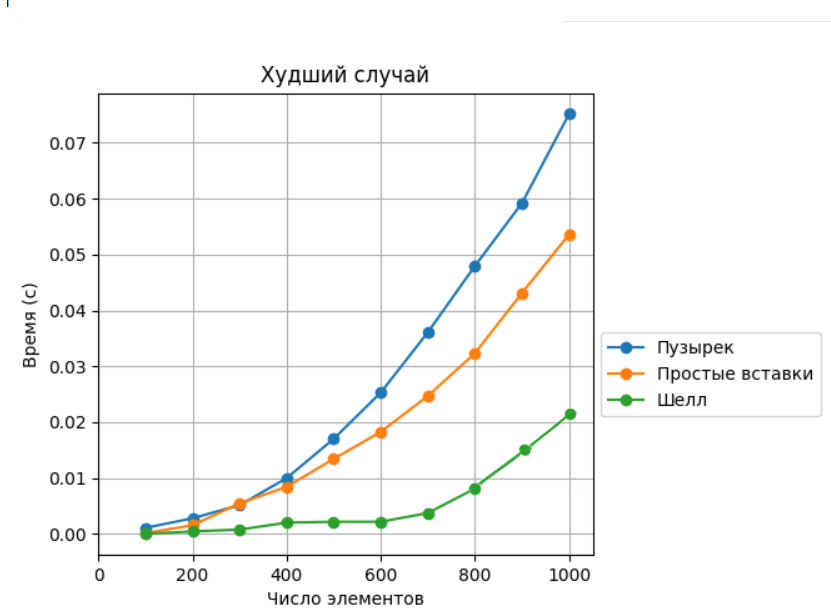 Худший случай
0.07
0.06
0.05
0.04
0.03
0.02
0.01
0.00
Время (с)
0 200 400 600 800 1000
Число элементов
Пузырек
Простые вставки
Шелл